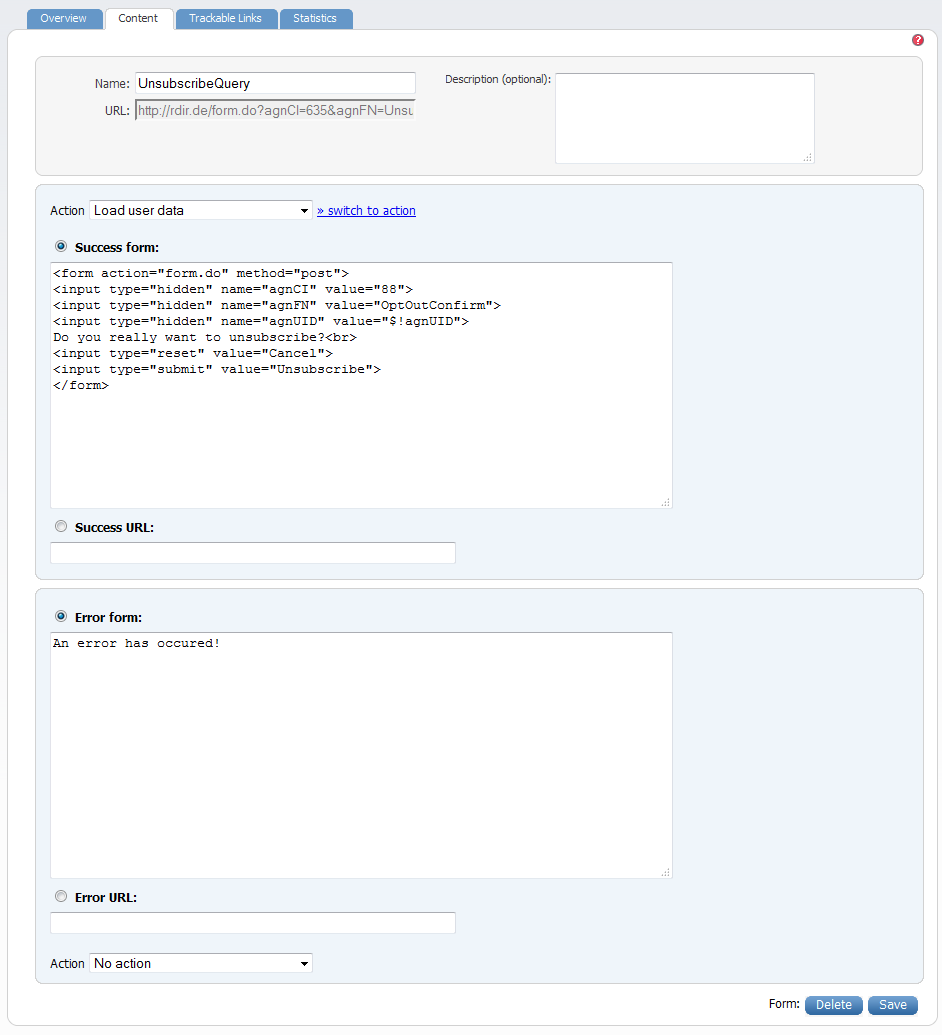 Overview Content Trackable Links Statistics
?
Name: UnsubscribeQuery Description (optional):
URL: http://rdir.de/form.do?agnCI=635&agnFN=Unsu
Action Load user data » switch to action
Success form:
<form action="form.do" method="post">
<input type="hidden" name="agnCI" value="88">
<input type="hidden" name="agnFN" value="OptOutConfirm">
<input type="hidden" name="agnUID" value="$!agnUID">
Do you really want to unsubscribe?<br>
<input type="reset" value="Cancel">
<input type="submit" value="Unsubscribe">
</form>
Success URL:
Error form:
An error has occured!
Error URL:
Action No action
Form: Delete Save